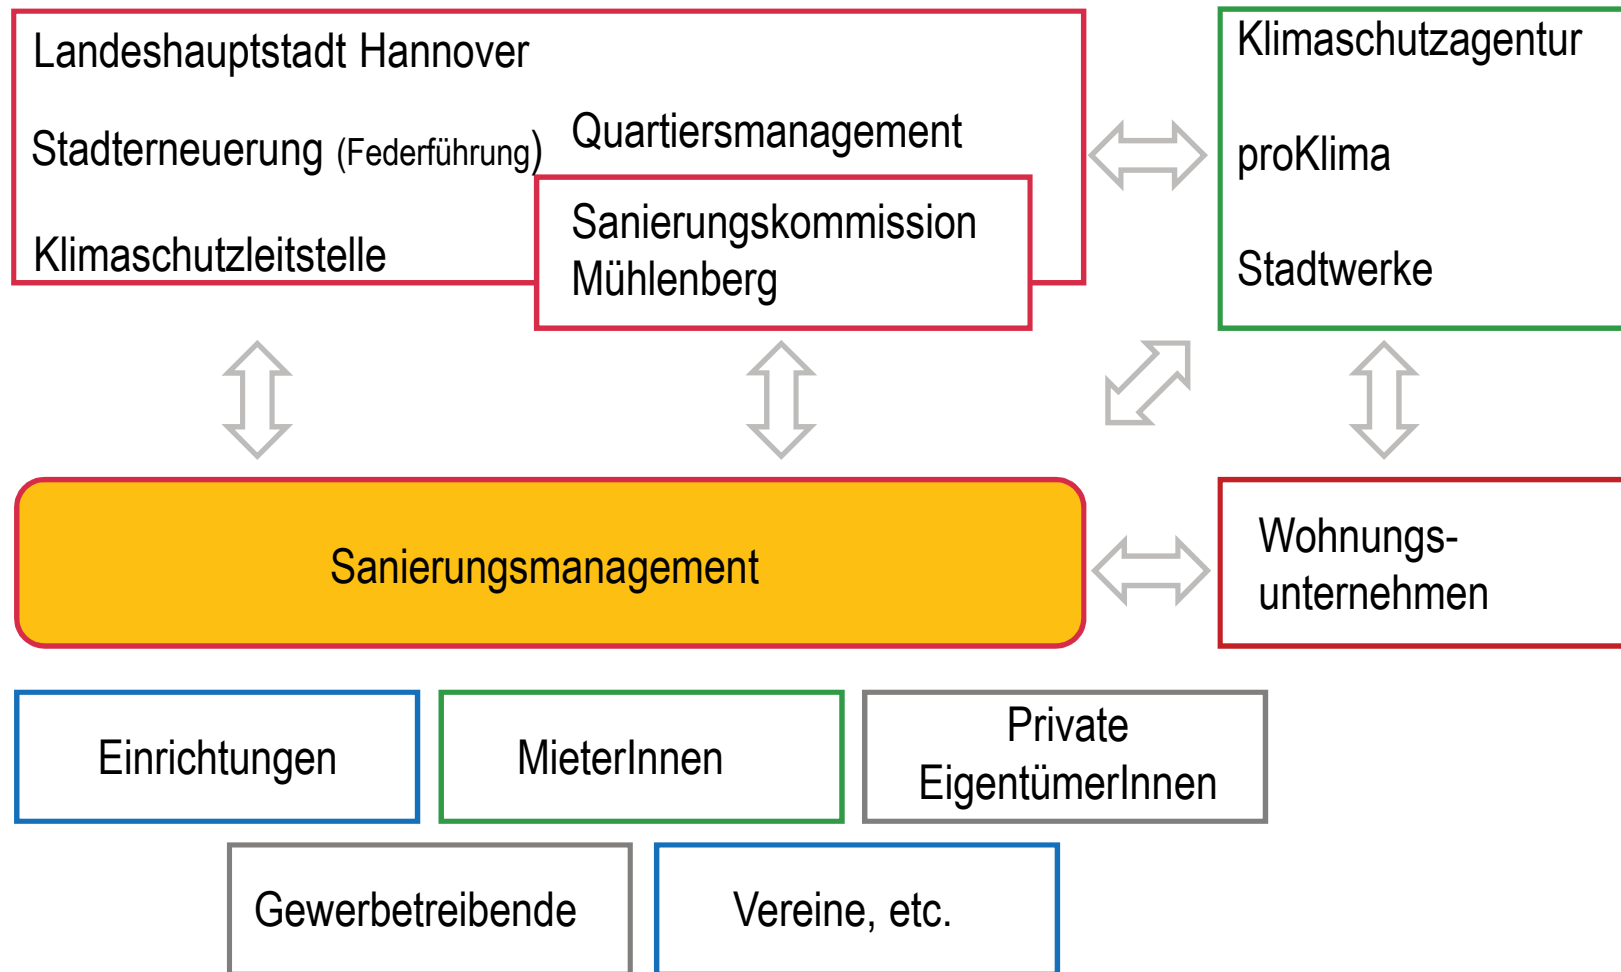 Landeshauptstadt Hannover
Stadterneuerung (Federführung)
Quartiersmanagement
Klimaschutzleitstelle
Sanierungskommission
Mühlenberg
Klimaschutzagentur
proKlima
Stadtwerke
Sanierungsmanagement
Wohnungs-
unternehmen
Einrichtungen
MieterInnen
Private
EigentümerInnen
Gewerbetreibende
Vereine, etc.